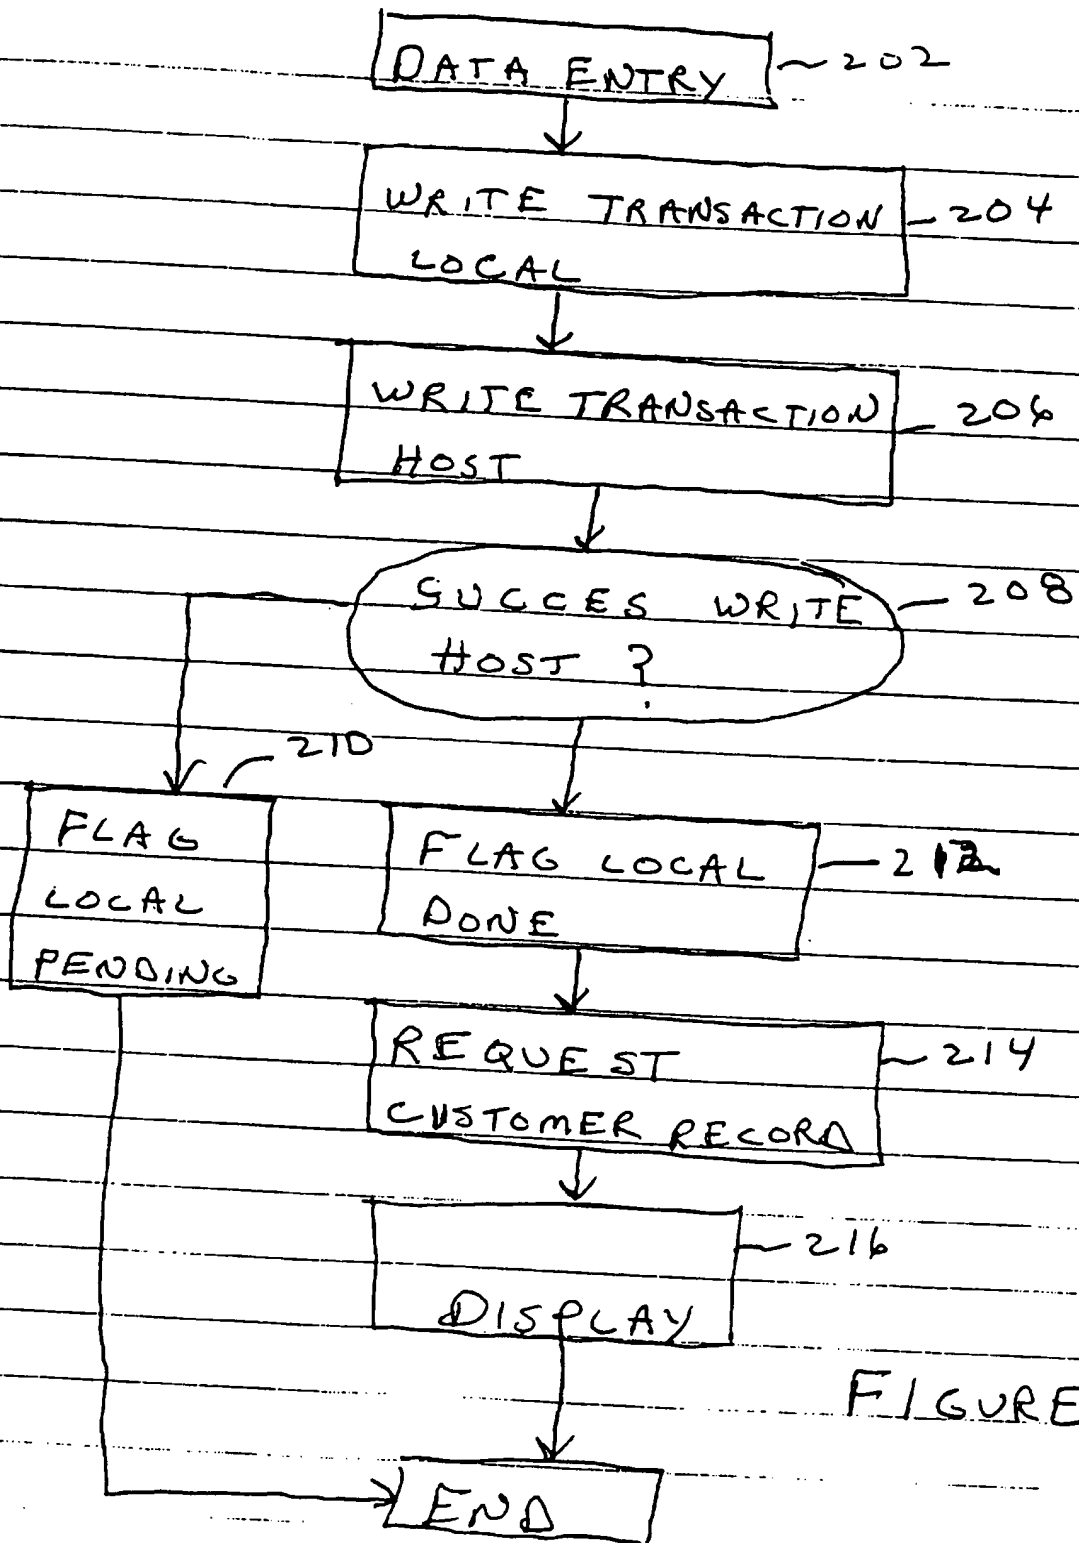 DATA ENTRY
202
WRITE TRANSACTION
LOCAL
204
WRITE TRANSACTION
HOST
206
SUCCES WRITE
HOST ?
208
210
FLAG
LOCAL
PENDING
FLAG LOCAL
DONE
212
REQUEST
CUSTOMER RECORD
214
216
DISPLAY
FIGURE
END